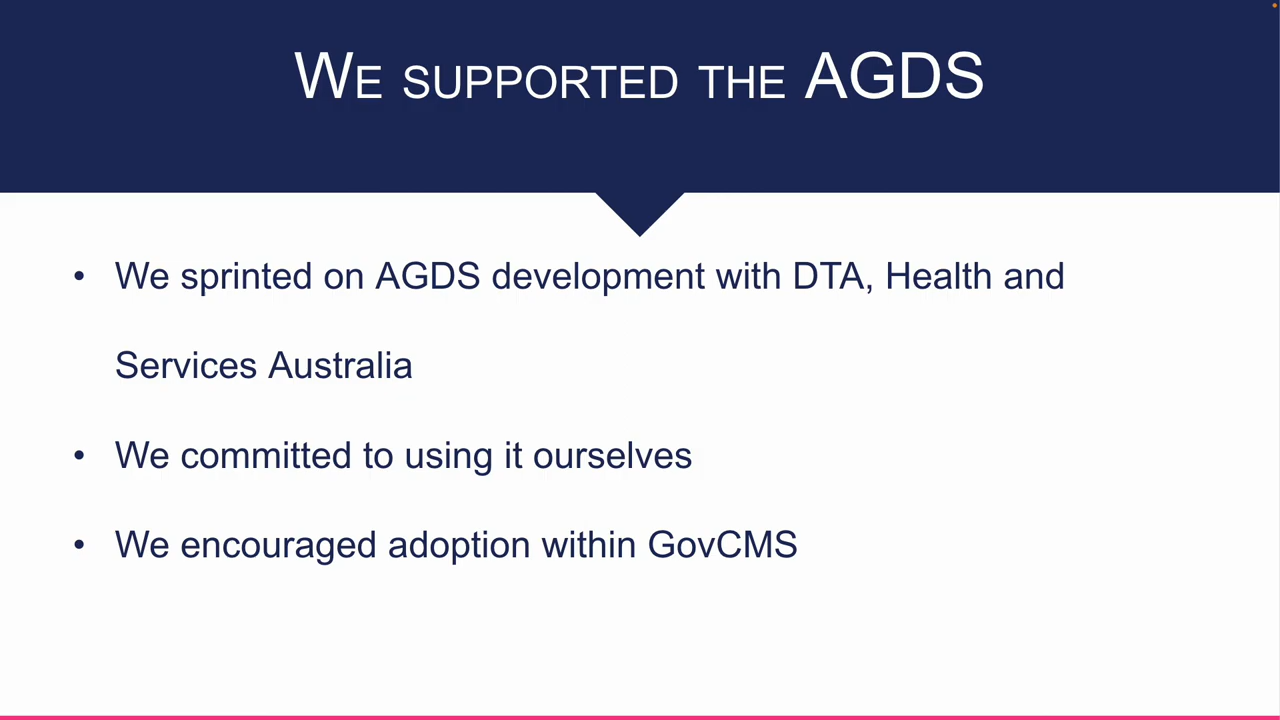 We supported the AGDS
• We sprinted on AGDS development with DTA, Health and
Services Australia
• We committed to using it ourselves
• We encouraged adoption within GovCMS